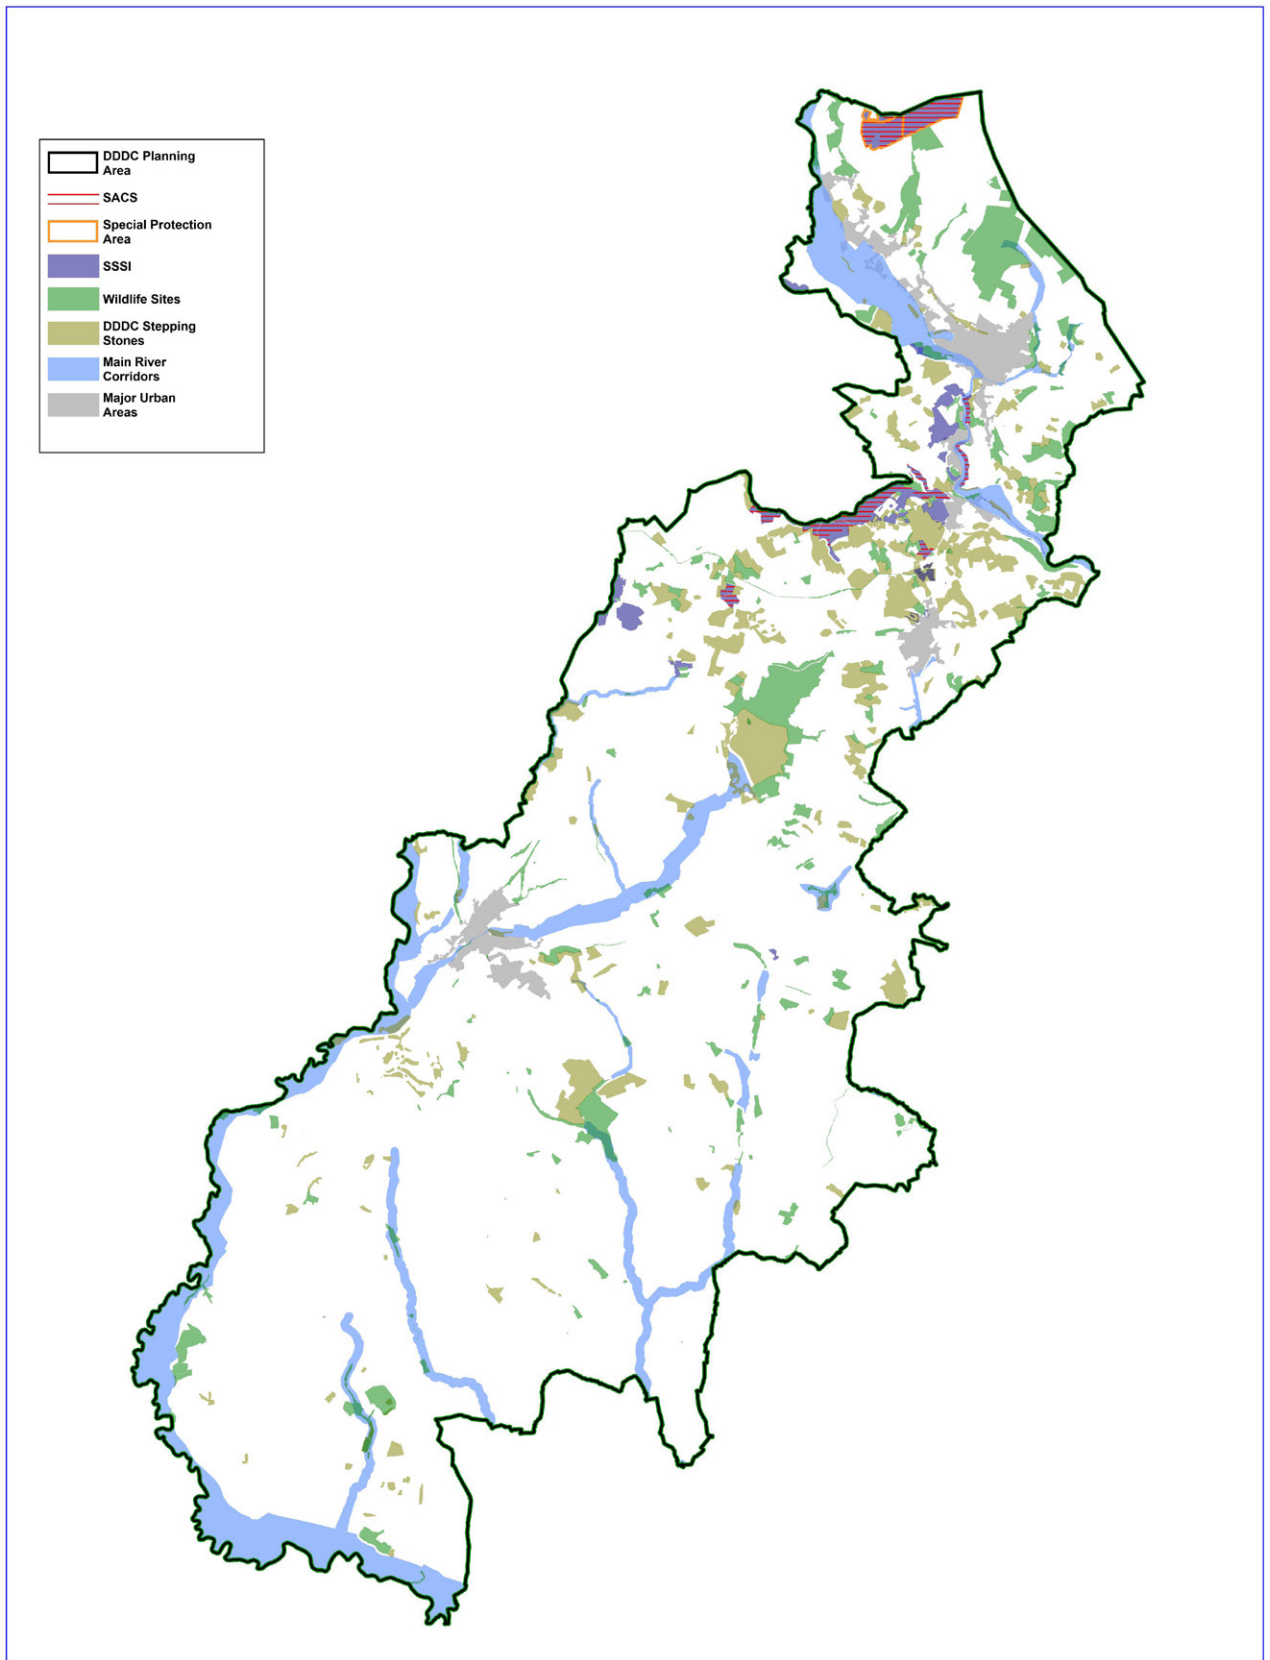 DDDC Planning
Area
SACS
Special Protection
Area
SSSI
Wildlife Sites
DDDC Stepping
Stones
Main River
Corridors
Major Urban
Areas